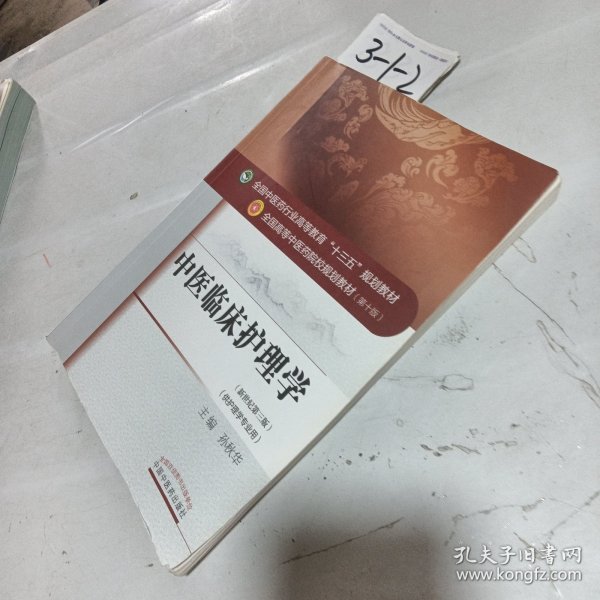 3-1-2
全国中医药行业高等教育“十三五”规划教材
全国高等中医药院校规划教材（第十版）
中医临床护理学
（新世纪第三版）
（供护理学专业用）
主编 孙秋华
中国中医药出版社
孔夫子旧书网
www.kongfz.com